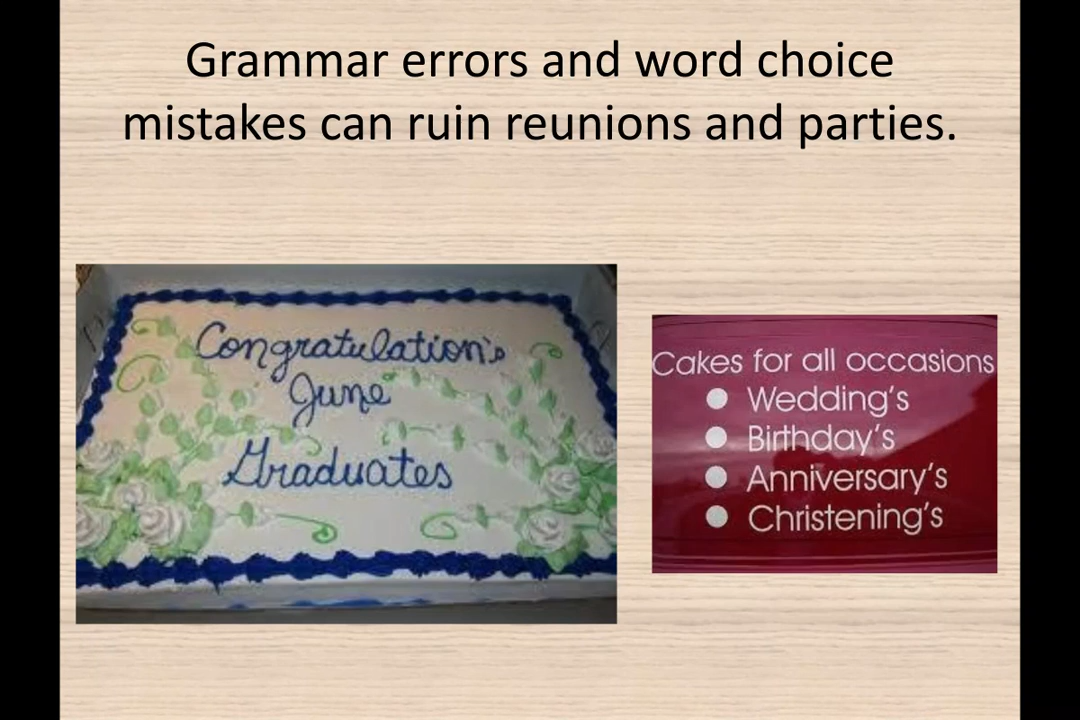 Grammar errors and word choice
mistakes can ruin reunions and parties.
Congratulation's
June
Graduates
Cakes for all occasions
Wedding's
Birthday's
Anniversary's
Christening's